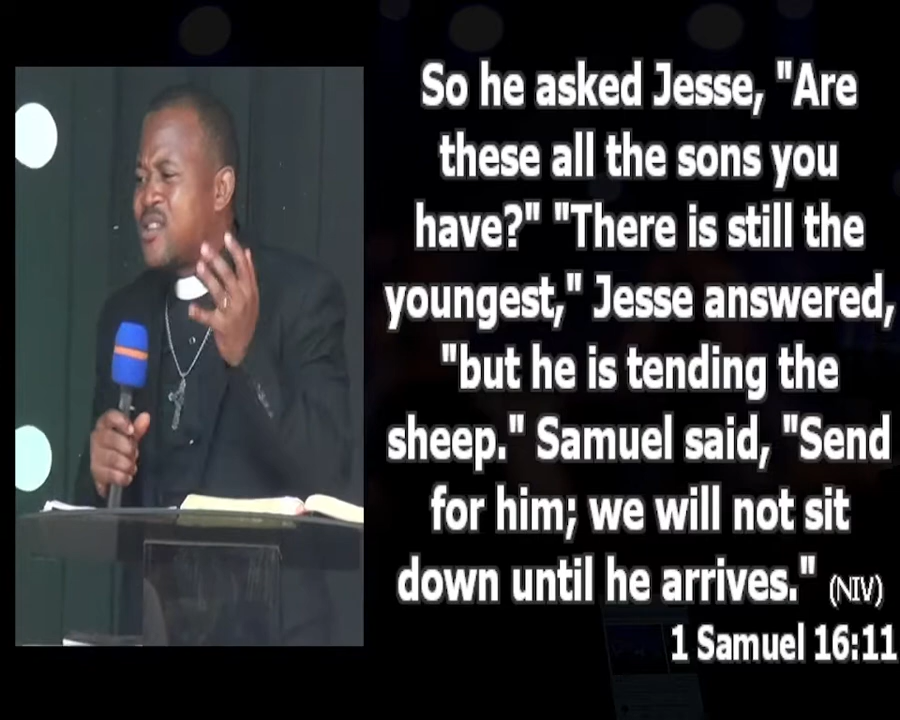 So he asked Jesse, "Are
these all the sons you
have?" "There is still the
youngest," Jesse answered,
"but he is tending the
sheep." Samuel said, "Send
for him; we will not sit
down until he arrives." (NIV)
1 Samuel 16:11